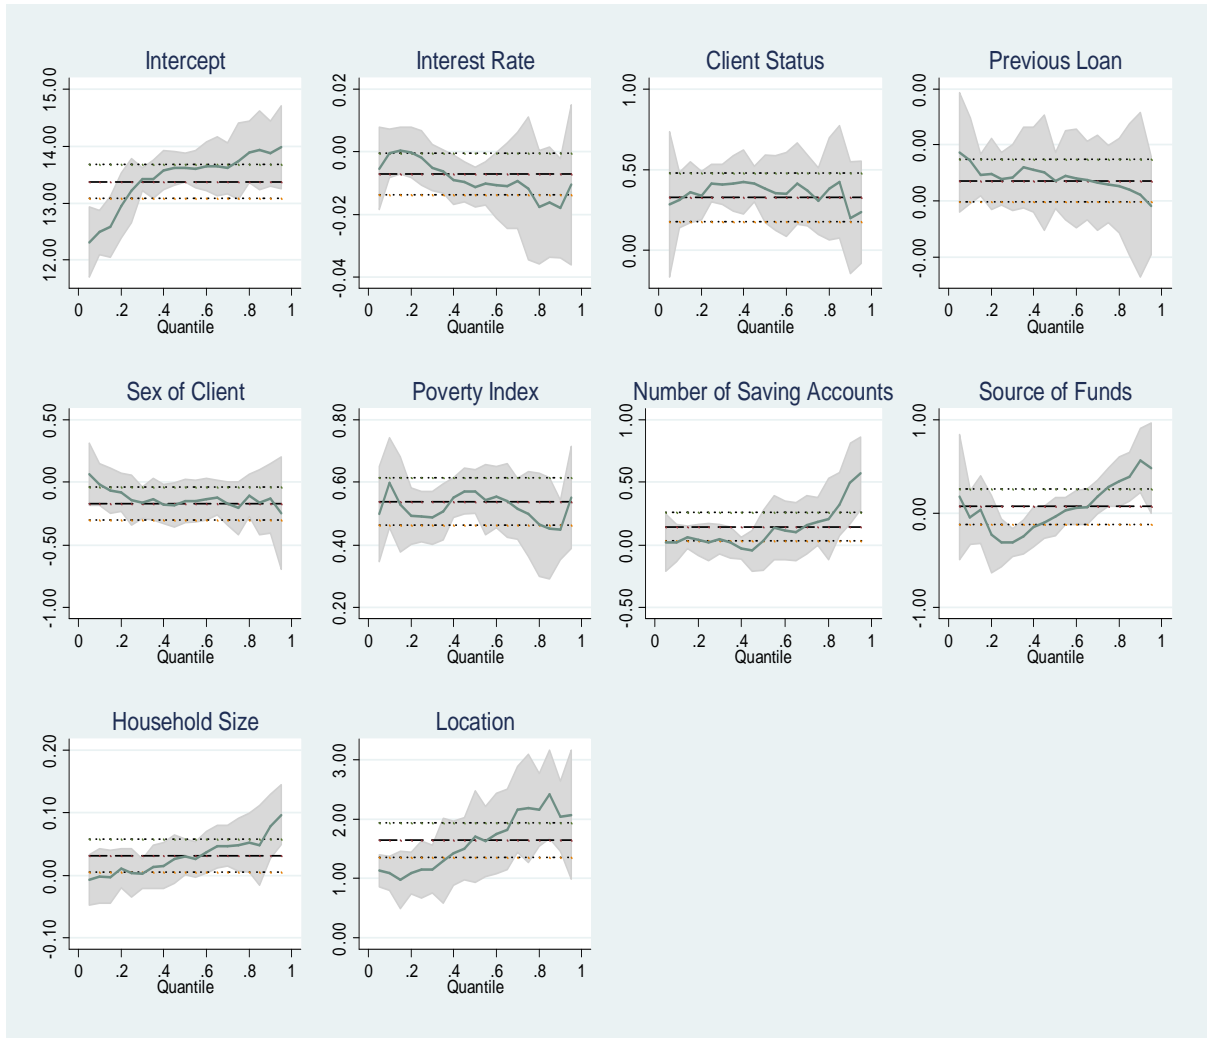 Intercept
12.00 13.00 14.00 15.00
0 .2 .4 .6 .8 1
Quantile
Interest Rate
-0.04 -0.02 0.00 0.02
0 .2 .4 .6 .8 1
Quantile
Client Status
0.00 0.50 1.00
0 .2 .4 .6 .8 1
Quantile
Previous Loan
-0.00 0.00 0.00 0.00
0 .2 .4 .6 .8 1
Quantile
Sex of Client
-1.00 -0.50 0.00 0.50
0 .2 .4 .6 .8 1
Quantile
Poverty Index
0.20 0.40 0.60 0.80
0 .2 .4 .6 .8 1
Quantile
Number of Saving Accounts
-0.50 0.00 0.50 1.00
0 .2 .4 .6 .8 1
Quantile
Source of Funds
-1.00 0.00 1.00
0 .2 .4 .6 .8 1
Quantile
Household Size
-0.10 0.00 0.10 0.20
0 .2 .4 .6 .8 1
Quantile
Location
0.00 1.00 2.00 3.00
0 .2 .4 .6 .8 1
Quantile